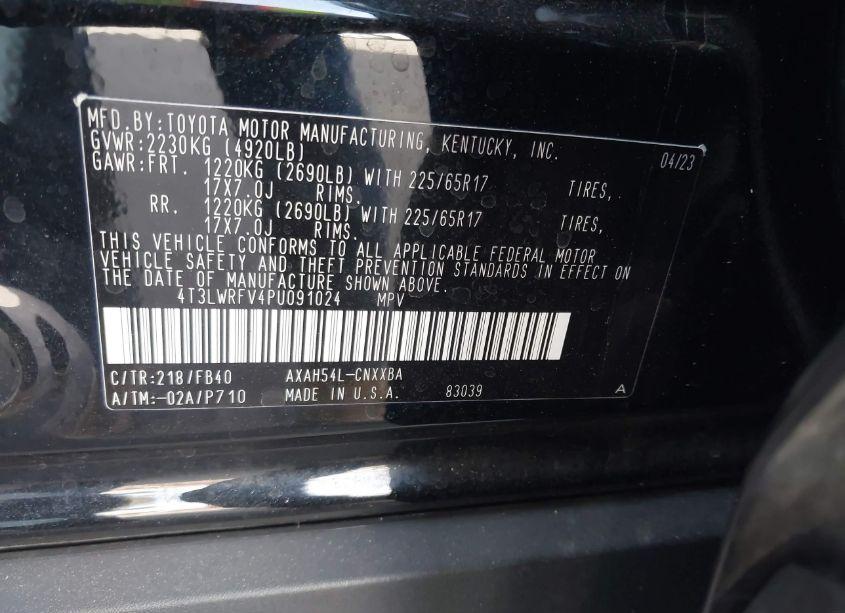 MFD.BY:TOYOTA MOTOR MANUFACTURING, KENTUCKY, INC. 04/23
GVWR:2230KG (4920LB)
GAWR:FRT. 1220KG (2690LB) WITH 225/65R17 TIRES,
17X7.0J RIMS.
RR. 1220KG (2690LB) WITH 225/65R17 TIRES,
17X7.0J RIMS.
THIS VEHICLE CONFORMS TO ALL APPLICABLE FEDERAL MOTOR
VEHICLE SAFETY AND THEFT PREVENTION STANDARDS IN EFFECT ON
THE DATE OF MANUFACTURE SHOWN ABOVE.
4T3LWRFV4PU091024 MPV
C/TR:218/FB40 AXAH54L-CNXXBA
A/TM:-02A/P710 MADE IN U.S.A. 83039 A